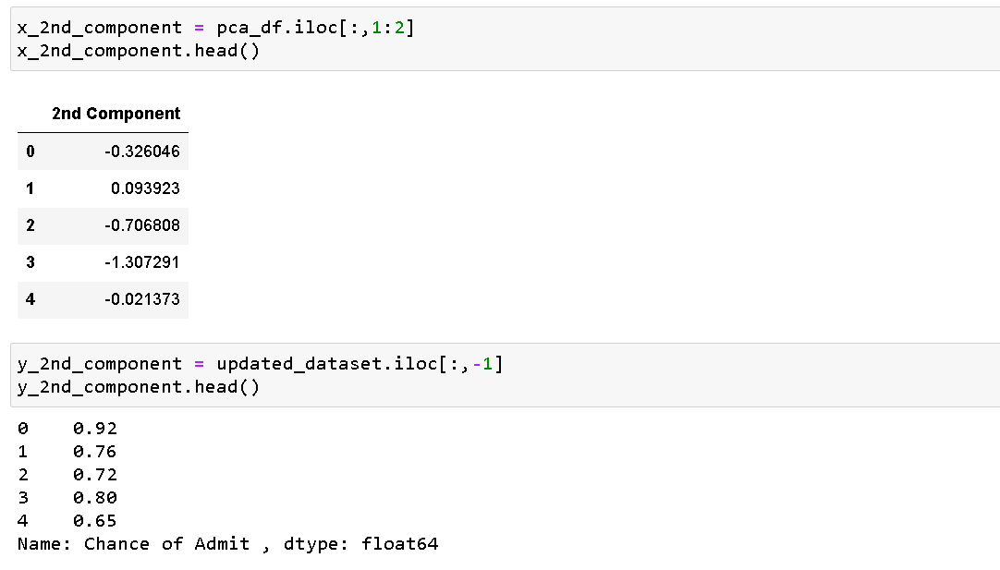 x_2nd_component = pca_df.iloc[:,1:2]
x_2nd_component.head()
2nd Component
0 -0.326046
1 0.093923
2 -0.706808
3 -1.307291
4 -0.021373
y_2nd_component = updated_dataset.iloc[:,-1]
y_2nd_component.head()
0    0.92
1    0.76
2    0.72
3    0.80
4    0.65
Name: Chance of Admit , dtype: float64